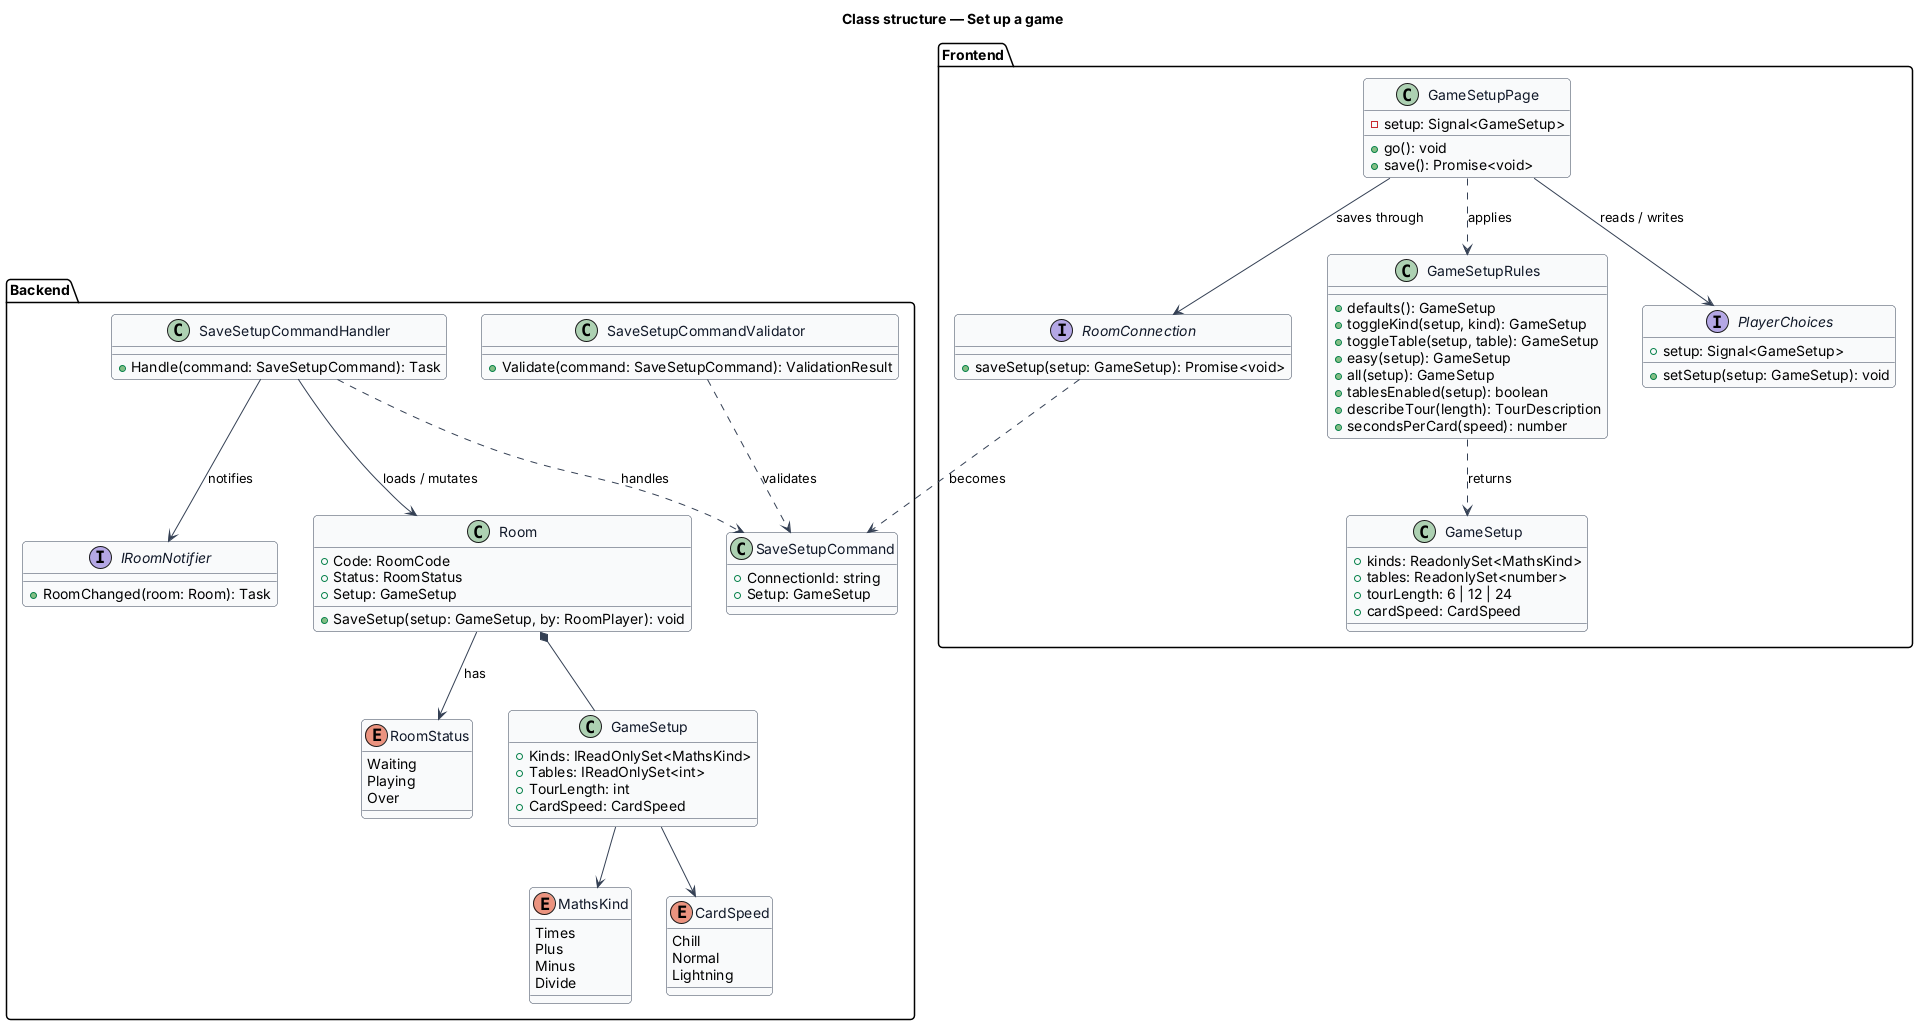 Class structure — Set up a game
Frontend
C GameSetupPage
setup: Signal<GameSetup>
go(): void
save(): Promise<void>
saves through
applies
reads / writes
I RoomConnection
saveSetup(setup: GameSetup): Promise<void>
C GameSetupRules
defaults(): GameSetup
toggleKind(setup, kind): GameSetup
toggleTable(setup, table): GameSetup
easy(setup): GameSetup
all(setup): GameSetup
tablesEnabled(setup): boolean
describeTour(length): TourDescription
secondsPerCard(speed): number
I PlayerChoices
setup: Signal<GameSetup>
setSetup(setup: GameSetup): void
becomes
returns
C GameSetup
kinds: ReadonlySet<MathsKind>
tables: ReadonlySet<number>
tourLength: 6 | 12 | 24
cardSpeed: CardSpeed
Backend
C SaveSetupCommandHandler
Handle(command: SaveSetupCommand): Task
C SaveSetupCommandValidator
Validate(command: SaveSetupCommand): ValidationResult
notifies
loads / mutates
handles
validates
I IRoomNotifier
RoomChanged(room: Room): Task
C Room
Code: RoomCode
Status: RoomStatus
Setup: GameSetup
SaveSetup(setup: GameSetup, by: RoomPlayer): void
C SaveSetupCommand
ConnectionId: string
Setup: GameSetup
has
E RoomStatus
Waiting
Playing
Over
C GameSetup
Kinds: IReadOnlySet<MathsKind>
Tables: IReadOnlySet<int>
TourLength: int
CardSpeed: CardSpeed
E MathsKind
Times
Plus
Minus
Divide
E CardSpeed
Chill
Normal
Lightning